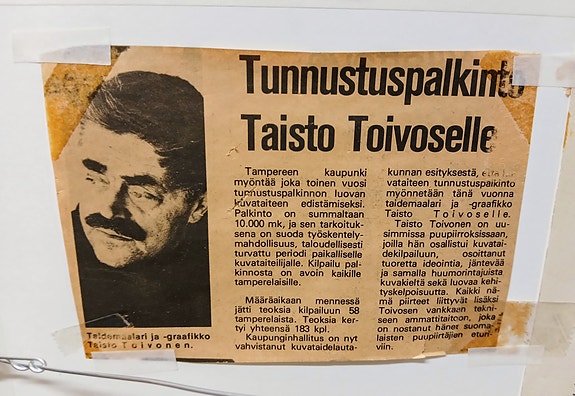 Tunnustuspalkinto
Taisto Toivoselle
Tampereen kaupunki
myöntää joka toinen vuosi
tunnustuspalkinnon luovan
kuvataiteen edistämiseksi.
Palkinto on summaltaan
10.000 mk, ja sen tarkoituk-
sena on suoda työskentely-
mahdollisuus, taloudellisesti
turvattu periodi paikalliselle
kuvataiteilijalle. Kilpailu pal-
kinnosta on avoin kaikille
tamperelaisille.
Määräaikaan mennessä
jätti teoksia kilpailuun 58
tamperelaista. Teoksia ker-
tyi yhteensä 183 kpl.
Kaupunginhallitus on nyt
vahvistanut kuvataidelauta-
kunnan esityksestä, että
vataiteen tunnustuspalkinto
myönnetään tänä vuonna
taidemaalari ja -graafikko
Taisto Toivoselle.
Taisto Toivonen on uu-
simmissa puupiirroksissaan,
joilla hän osallistui kuvatai-
dekilpailuun, osoittanut
tuoretta ideointia, jäntevää
ja samalla huumorintajuista
kuvakieltä sekä luovaa kehi-
tyskelpoisuutta. Kaikki nä-
mä piirteet liittyvät lisäksi
Toivosen vankkaan tekni-
seen ammattitaitoon, joka
on nostanut hänet suoma-
laisten puupiirtäjien etur-
viin.
Taidemaalari ja -graafikko
Taisto Toivonen.